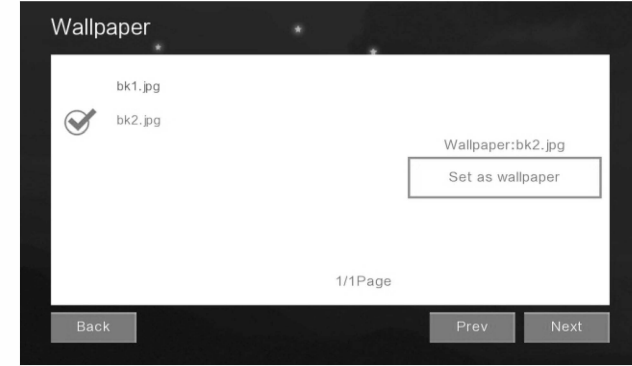 Wallpaper
bk1.jpg
bk2.jpg
Wallpaper:bk2.jpg
Set as wallpaper
1/1Page
Back
Prev
Next